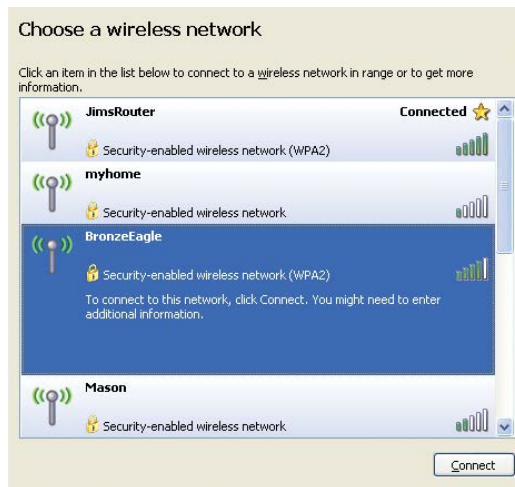 Choose a wireless network
Click an item in the list below to connect to a wireless network in range or to get more
information.
JimsRouter Connected
Security-enabled wireless network (WPA2)
myhome
Security-enabled wireless network
BronzeEagle
Security-enabled wireless network (WPA2)
To connect to this network, click Connect. You might need to enter
additional information.
Mason
Security-enabled wireless network
Connect